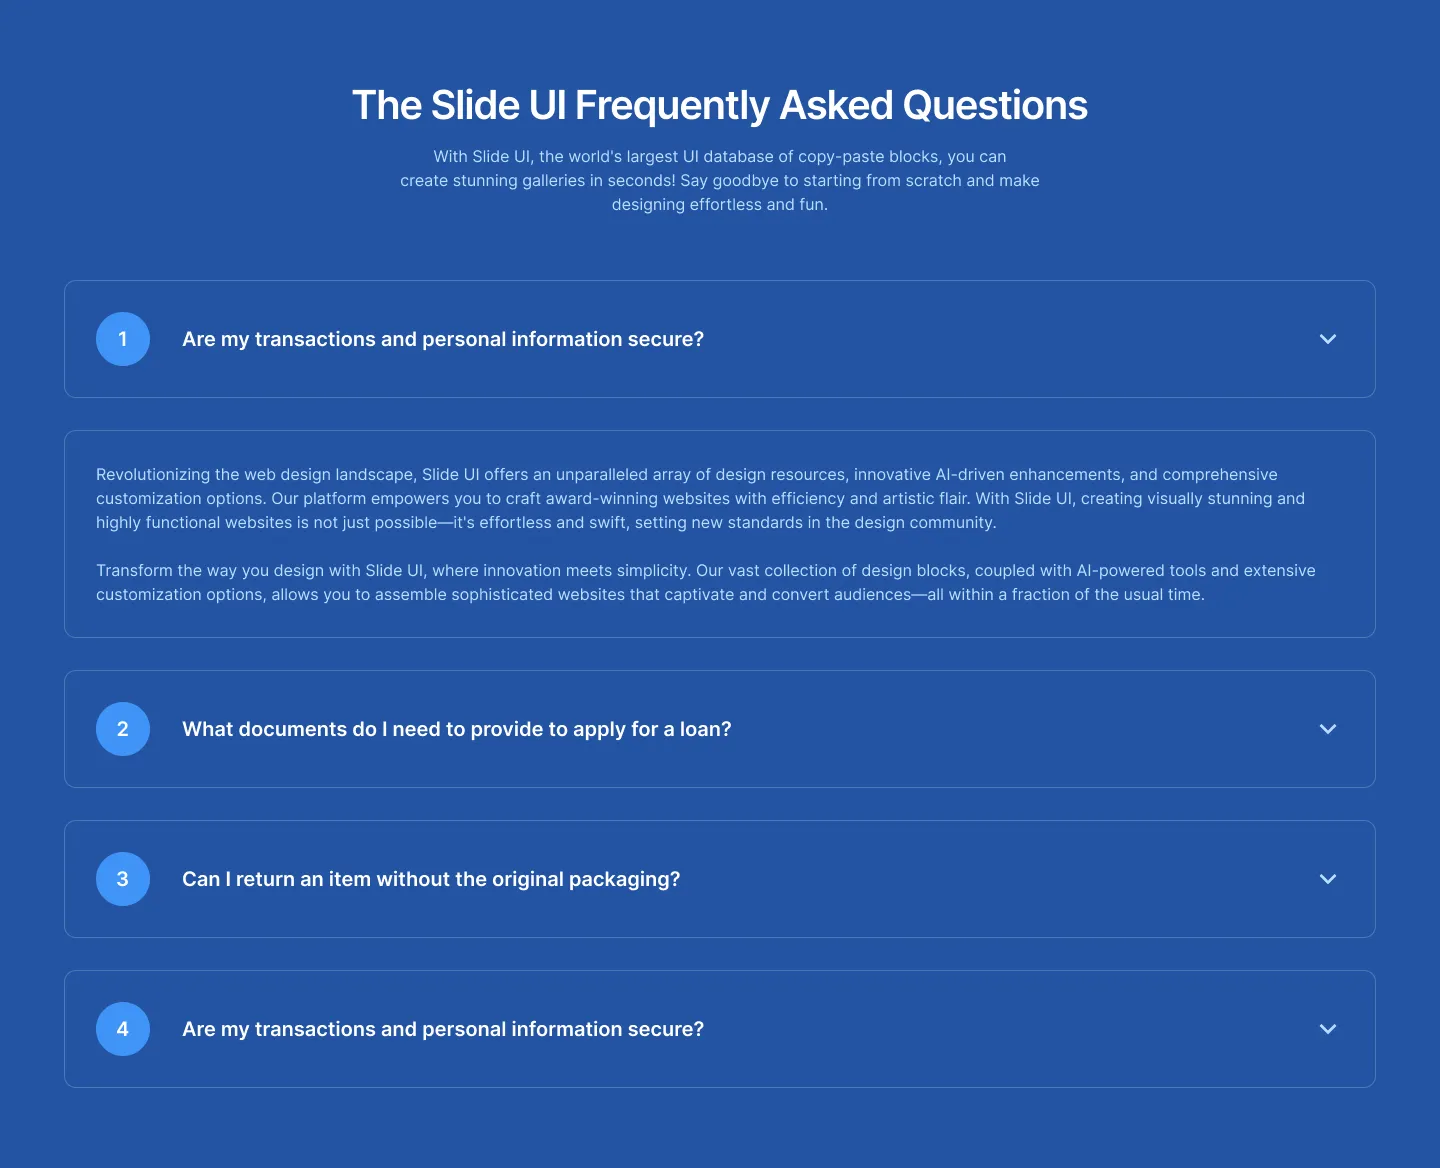 The Slide UI Frequently Asked Questions
With Slide UI, the world's largest UI database of copy-paste blocks, you can
create stunning galleries in seconds! Say goodbye to starting from scratch and make
designing effortless and fun.
1 Are my transactions and personal information secure?
Revolutionizing the web design landscape, Slide UI offers an unparalleled array of design resources, innovative AI-driven enhancements, and comprehensive
customization options. Our platform empowers you to craft award-winning websites with efficiency and artistic flair. With Slide UI, creating visually stunning and
highly functional websites is not just possible—it's effortless and swift, setting new standards in the design community.
Transform the way you design with Slide UI, where innovation meets simplicity. Our vast collection of design blocks, coupled with AI-powered tools and extensive
customization options, allows you to assemble sophisticated websites that captivate and convert audiences—all within a fraction of the usual time.
2 What documents do I need to provide to apply for a loan?
3 Can I return an item without the original packaging?
4 Are my transactions and personal information secure?